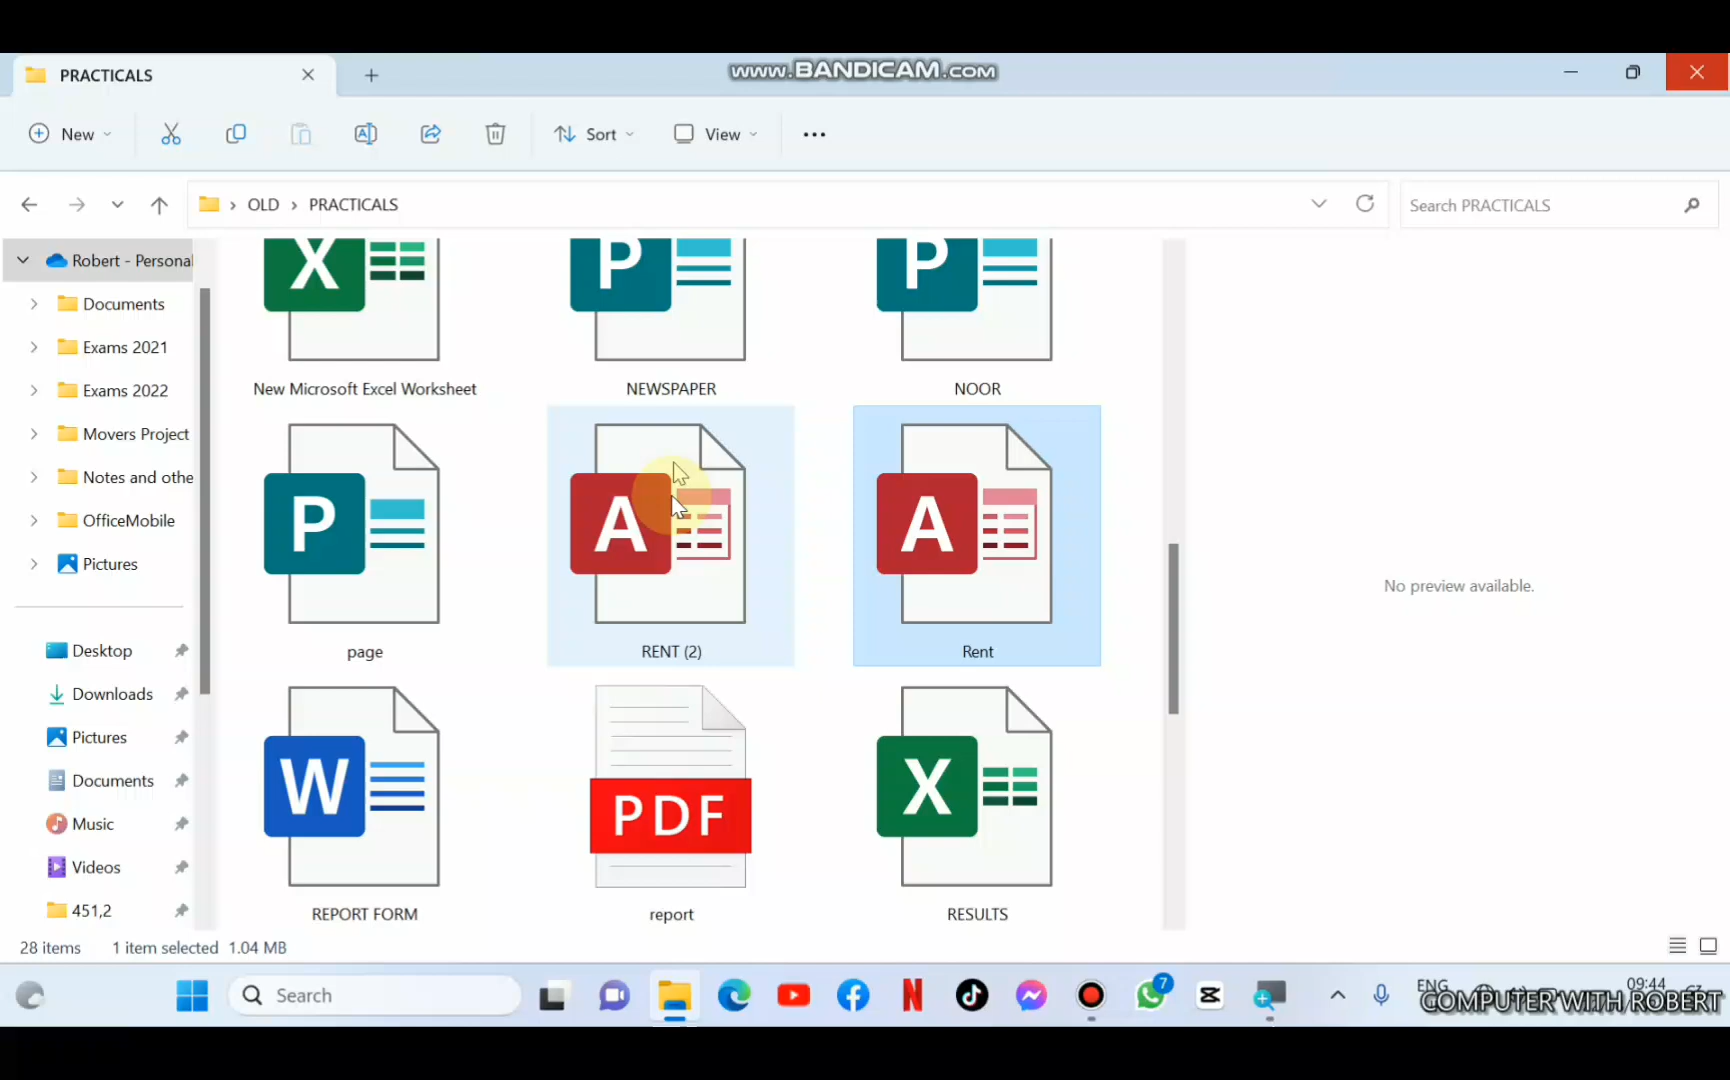 PRACTICALS
www.BANDICAM.com
New
Sort
View
OLD
PRACTICALS
Search PRACTICALS
Robert - Personal
Documents
Exams 2021
Exams 2022
Movers Project
Notes and othe
OfficeMobile
Pictures
Desktop
Downloads
Pictures
Documents
Music
Videos
451,2
X
P
P
New Microsoft Excel Worksheet
NEWSPAPER
NOOR
P
A
A
page
RENT (2)
Rent
W
PDF
X
REPORT FORM
report
RESULTS
No preview available.
28 items
1 item selected 1.04 MB
Search
7
ENG
09:44
COMPUTER WITH ROBERT